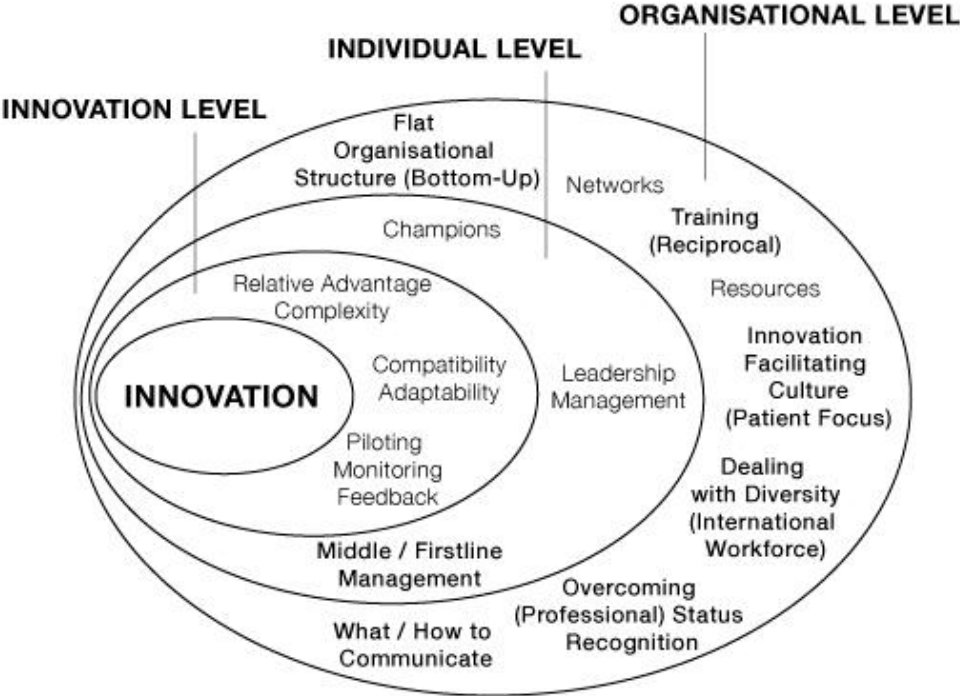 ORGANISATIONAL LEVEL
INDIVIDUAL LEVEL
INNOVATION LEVEL
Flat
Organisational
Structure (Bottom-Up)
Networks
Training
(Reciprocal)
Champions
Relative Advantage
Complexity
Resources
Innovation
Facilitating
Culture
(Patient Focus)
Compatibility
Adaptability
Leadership
Management
INNOVATION
Piloting
Monitoring
Feedback
Dealing
with Diversity
(International
Workforce)
Middle / Firstline
Management
Overcoming
(Professional) Status
Recognition
What / How to
Communicate